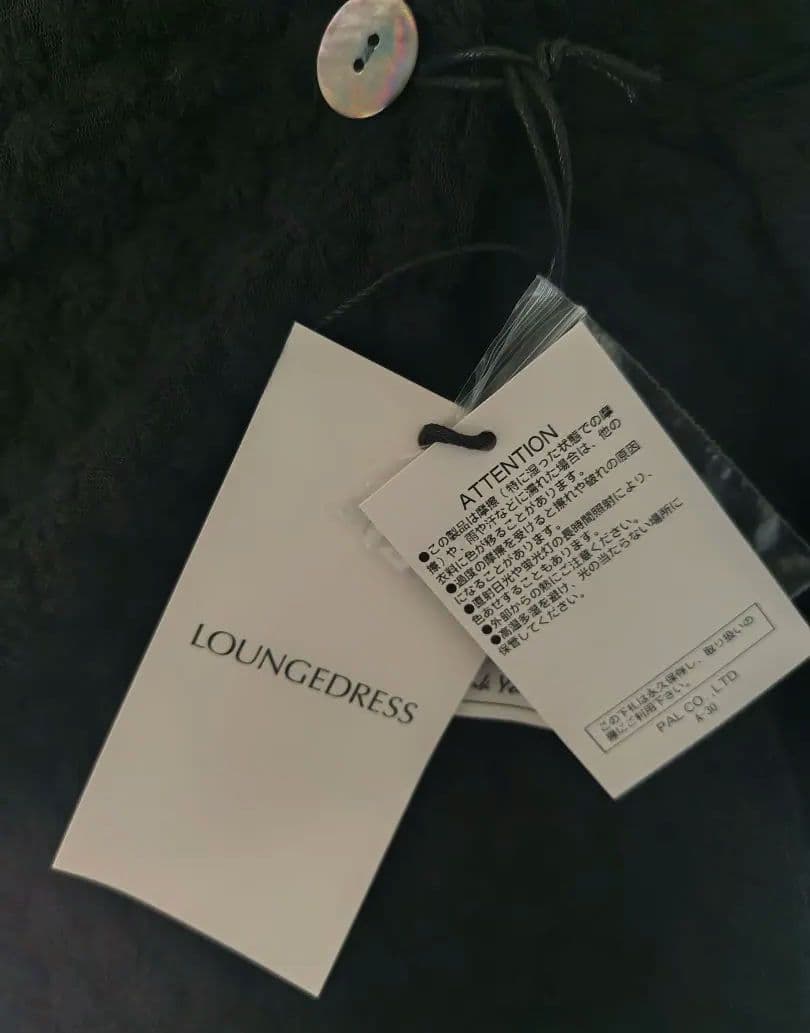 LOUNGEDRESS
ATTENTION
●この製品は摩擦(特に湿った状態での摩
擦)や、雨や汗などに濡れた場合は、他の
衣料に色が移ることがあります。
●過度の摩擦を受けると擦れや破れの原因
になることがあります。
●直射日光や蛍光灯の長時間照射により、
色あせすることもあります。
●外部からの熱にご注意ください。
●高温多湿を避け、光の当たらない場所に
保管してください。
この下札は永久保存し、取り扱いの
際にご利用下さい。
PAL CO., LTD
A-30